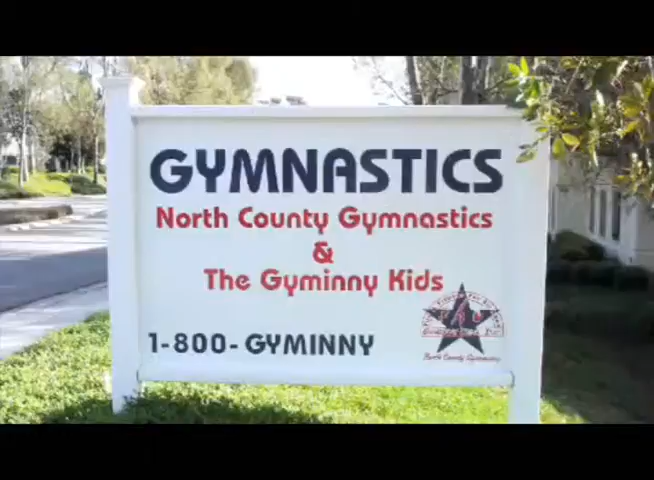 GYMNASTICS
North County Gymnastics
&
The Gyminny Kids
1-800- GYMINNY
North County Gymnastics